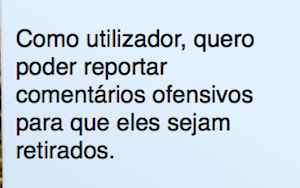 Como utilizador, quero
poder reportar
comentários ofensivos
para que eles sejam
retirados.